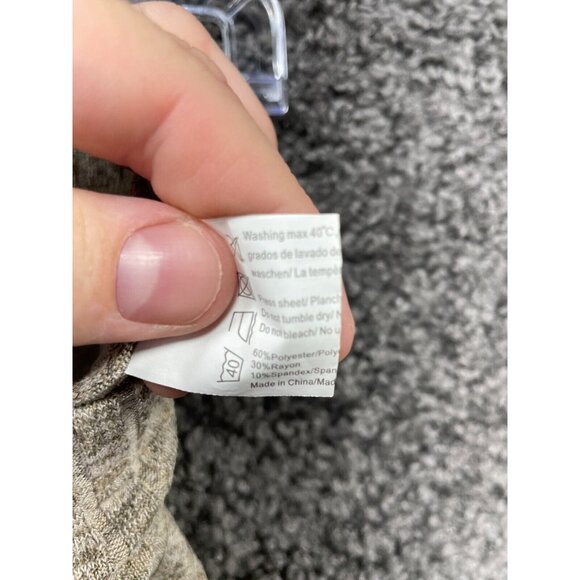 Washing max 40°C
grados de lavado de
waschen/ La tempé
Press sheet/ Planch
Do not tumble dry/ N
Do not bleach/ No u
60%Polyester/Poly
30%Rayon
10%Spandex/Span
Made in China/Mad
40